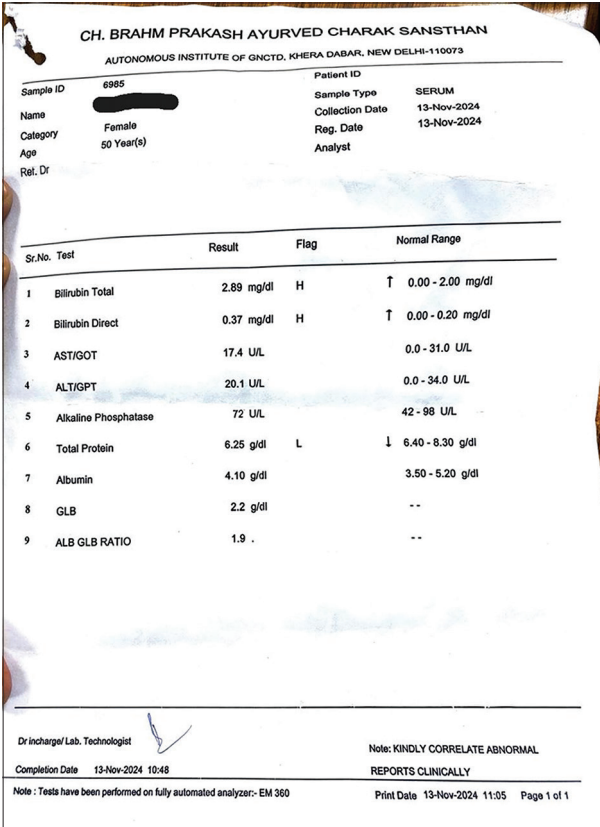 CH. BRAHM PRAKASH AYURVED CHARAK SANSTHAN
AUTONOMOUS INSTITUTE OF GNCTD, KHERA DABAR, NEW DELHI-110073
Sample ID 6985 Patient ID
Name Sample Type SERUM
Category Female Collection Date 13-Nov-2024
Age 50 Year(s) Reg. Date 13-Nov-2024
Ret. Dr Analyst
Sr.No. Test Result Flag Normal Range
1 Bilirubin Total 2.89 mg/dl H ↑ 0.00 - 2.00 mg/dl
2 Bilirubin Direct 0.37 mg/dl H ↑ 0.00 - 0.20 mg/dl
3 AST/GOT 17.4 U/L 0.0 - 31.0 U/L
4 ALT/GPT 20.1 U/L 0.0 - 34.0 U/L
5 Alkaline Phosphatase 72 U/L 42 - 98 U/L
6 Total Protein 6.25 g/dl L ↓ 6.40 - 8.30 g/dl
7 Albumin 4.10 g/dl 3.50 - 5.20 g/dl
8 GLB 2.2 g/dl --
9 ALB GLB RATIO 1.9 . --
Dr incharge/ Lab. Technologist
Note: KINDLY CORRELATE ABNORMAL
Completion Date 13-Nov-2024 10:48 REPORTS CLINICALLY
Note : Tests have been performed on fully automated analyzer:- EM 360 Print Date 13-Nov-2024 11:05 Page 1 of 1